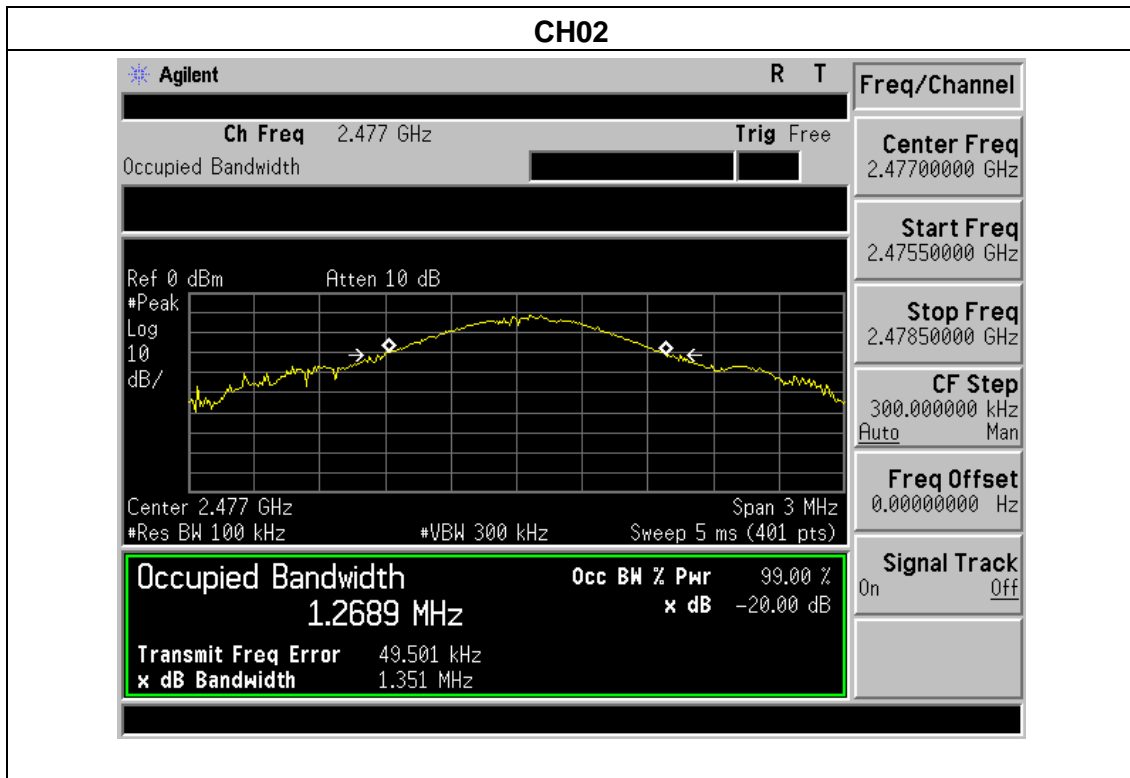 CH02
Agilent R T
Ch Freq 2.477 GHz Trig Free
Occupied Bandwidth
Ref 0 dBm Atten 10 dB
#Peak
Log
10
dB/
Center 2.477 GHz Span 3 MHz
#Res BW 100 kHz #VBW 300 kHz Sweep 5 ms (401 pts)
Occupied Bandwidth Occ BW % Pwr 99.00 %
1.2689 MHz x dB -20.00 dB
Transmit Freq Error 49.501 kHz
x dB Bandwidth 1.351 MHz
Freq/Channel
Center Freq
2.47700000 GHz
Start Freq
2.47550000 GHz
Stop Freq
2.47850000 GHz
CF Step
300.000000 kHz
Auto Man
Freq Offset
0.00000000 Hz
Signal Track
On Off